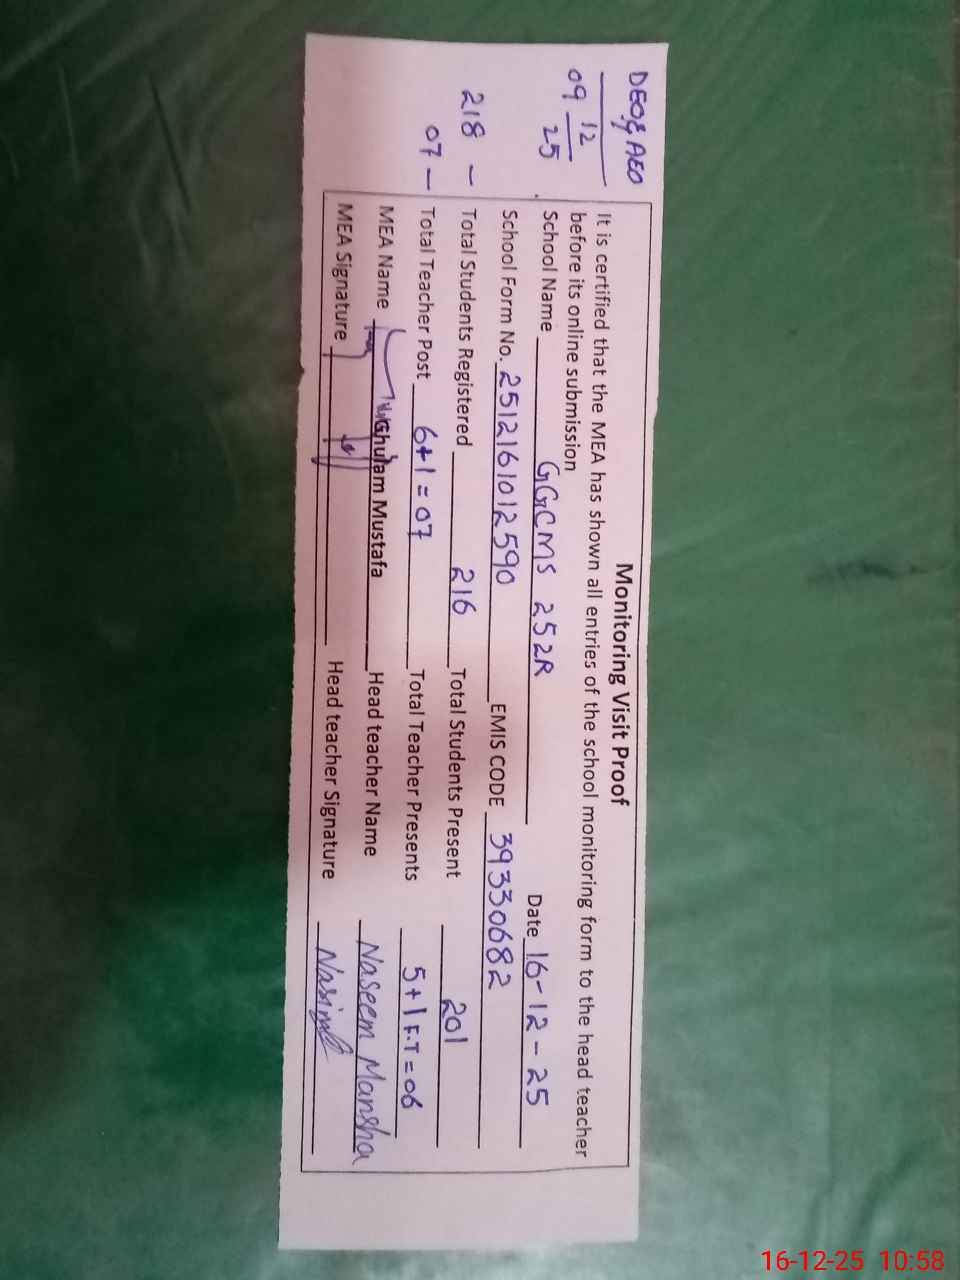 DEO & AEO
09 12 25
218 -
07 -
Monitoring Visit Proof
It is certified that the MEA has shown all entries of the school monitoring form to the head teacher
before its online submission
School Name GGCMS 252R Date 16-12-25
School Form No. 2512161012590 EMIS CODE 39330682
Total Students Registered 216 Total Students Present 201
Total Teacher Post 6+1=07 Total Teacher Presents 5+1 F.T=06
MEA Name Ghulam Mustafa Head teacher Name Naseem Mansha
MEA Signature Head teacher Signature Nasim
16-12-25 10:58